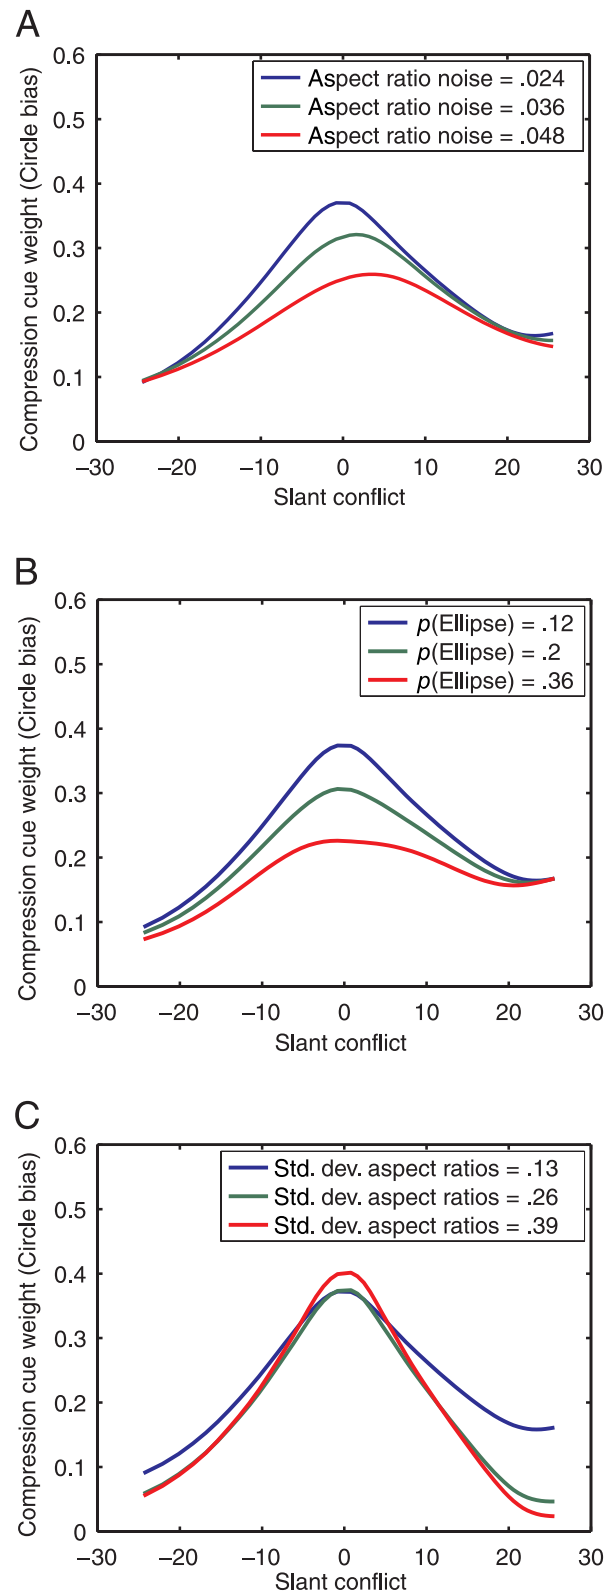 A
Compression cue weight (Circle bias)
0.6
0.5
0.4
0.3
0.2
0.1
0
Aspect ratio noise = .024
Aspect ratio noise = .036
Aspect ratio noise = .048
−30 −20 −10 0 10 20 30
Slant conflict
B
Compression cue weight (Circle bias)
0.6
0.5
0.4
0.3
0.2
0.1
0
p(Ellipse) = .12
p(Ellipse) = .2
p(Ellipse) = .36
−30 −20 −10 0 10 20 30
Slant conflict
C
Compression cue weight (Circle bias)
0.6
0.5
0.4
0.3
0.2
0.1
0
Std. dev. aspect ratios = .13
Std. dev. aspect ratios = .26
Std. dev. aspect ratios = .39
−30 −20 −10 0 10 20 30
Slant conflict